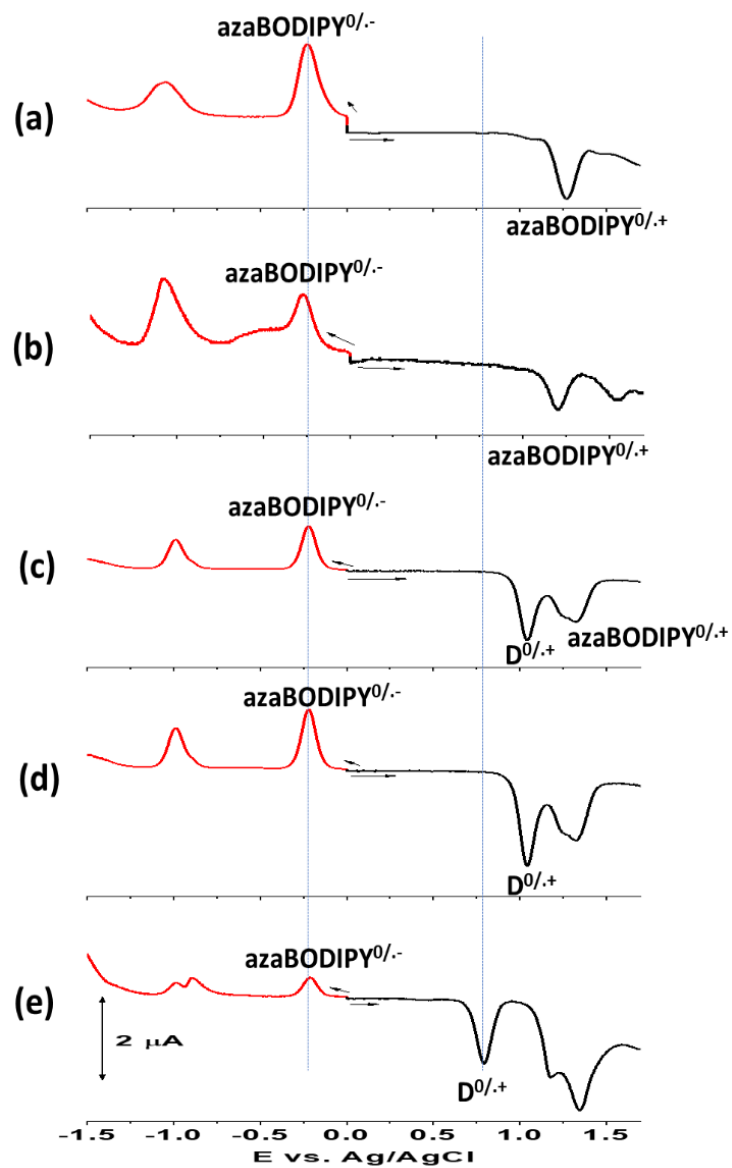 azaBODIPY⁰/·⁻
(a)
azaBODIPY⁰/·⁺
azaBODIPY⁰/·⁻
(b)
azaBODIPY⁰/·⁺
azaBODIPY⁰/·⁻
(c)
D⁰/·⁺ azaBODIPY⁰/·⁺
azaBODIPY⁰/·⁻
(d)
D⁰/·⁺
azaBODIPY⁰/·⁻
(e)
2 μA
D⁰/·⁺
-1.5 -1.0 -0.5 0.0 0.5 1.0 1.5
E vs. Ag/AgCl